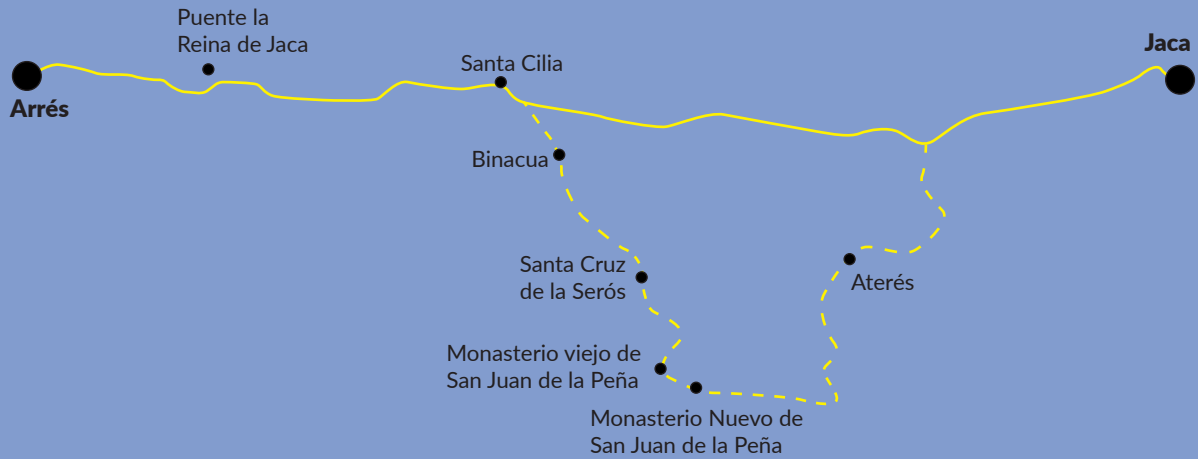 Puente la
Reina de Jaca
Jaca
Santa Cilia
Arrés
Binacua
Santa Cruz
de la Serós
Aterés
Monasterio viejo de
San Juan de la Peña
Monasterio Nuevo de
San Juan de la Peña